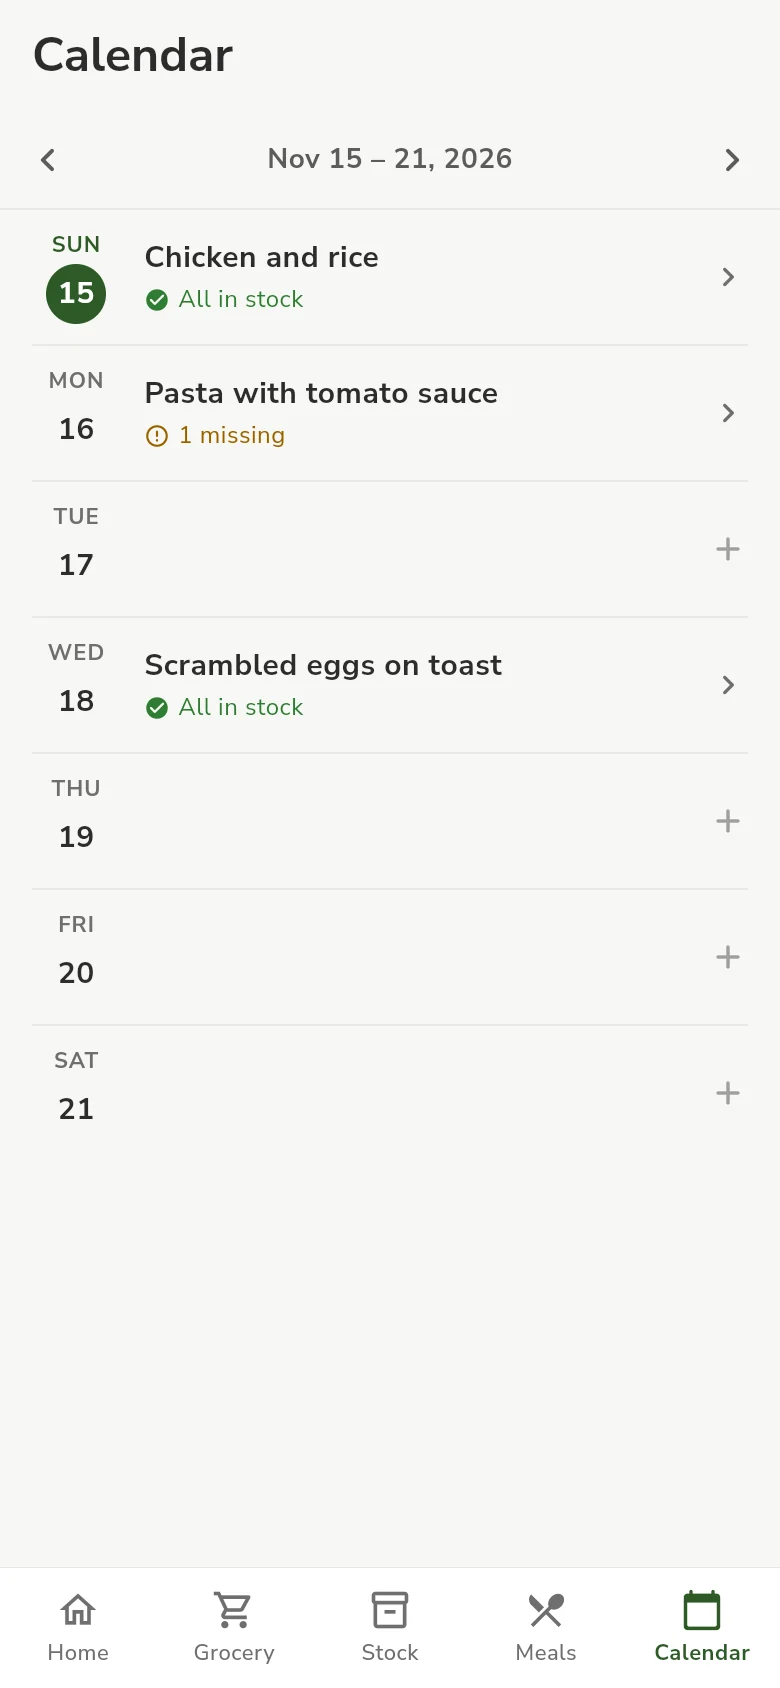 Calendar
Nov 15 – 21, 2026
SUN
15
Chicken and rice
All in stock
MON
16
Pasta with tomato sauce
1 missing
TUE
17
WED
18
Scrambled eggs on toast
All in stock
THU
19
FRI
20
SAT
21
Home
Grocery
Stock
Meals
Calendar